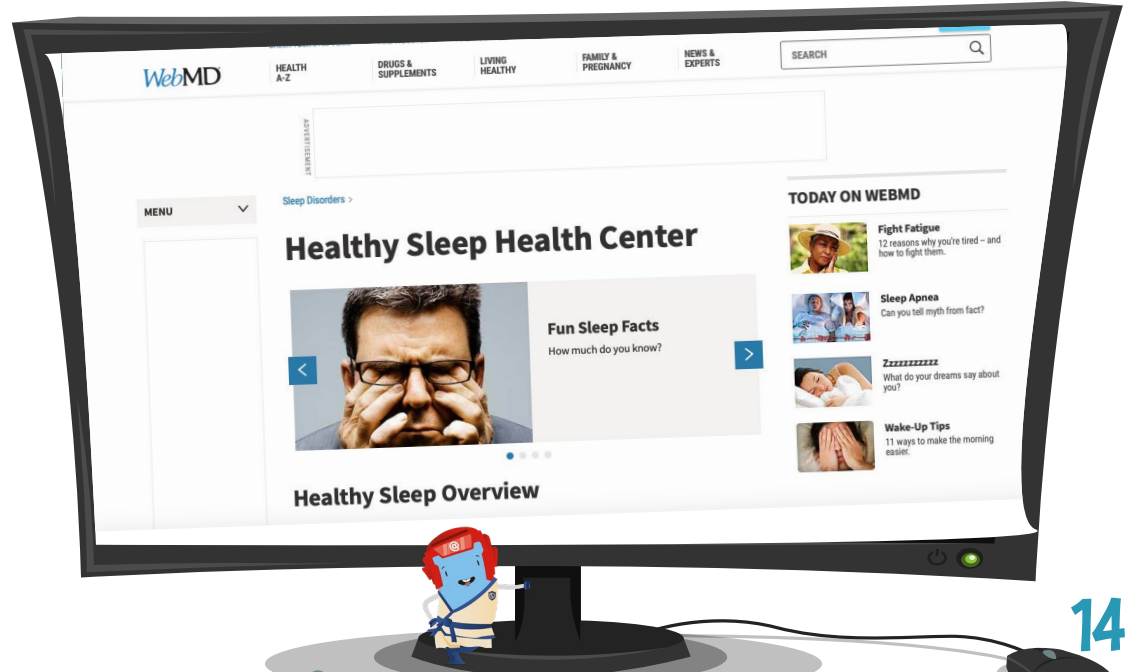 WebMD
HEALTH
A-Z
DRUGS &
SUPPLEMENTS
LIVING
HEALTHY
FAMILY &
PREGNANCY
NEWS &
EXPERTS
SEARCH
ADVERTISEMENT
MENU
Sleep Disorders >
Healthy Sleep Health Center
Fun Sleep Facts
How much do you know?
Healthy Sleep Overview
TODAY ON WEBMD
Fight Fatigue
12 reasons why you're tired – and
how to fight them.
Sleep Apnea
Can you tell myth from fact?
Zzzzzzzzzzz
What do your dreams say about
you?
Wake-Up Tips
11 ways to make the morning
easier.
@
14